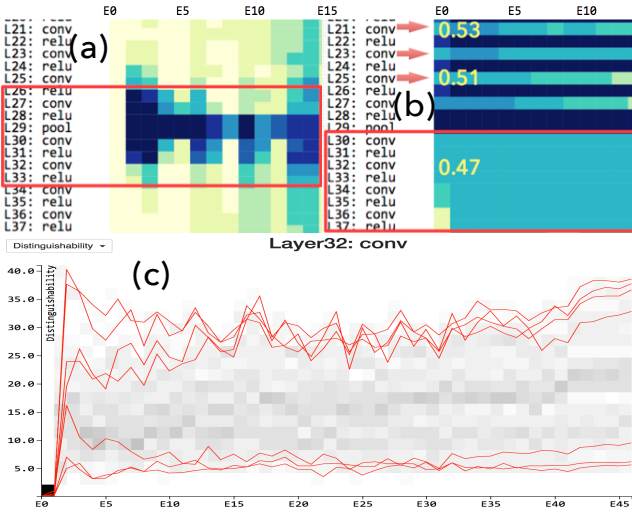 E0 E5 E10 E15 E0 E5 E10
L21: conv L21: conv 0.53
L22: relu (a) L22: relu
L23: conv L23: conv
L24: relu L24: relu
L25: conv L25: conv 0.51
L26: relu L26: relu
L27: conv L27: conv (b)
L28: relu L28: relu
L29: pool L29: pool
L30: conv L30: conv
L31: relu L31: relu
L32: conv L32: conv 0.47
L33: relu L33: relu
L34: conv L34: conv
L35: relu L35: relu
L36: conv L36: conv
L37: relu L37: relu
Distinguishability Layer32: conv
(c)
Distinguishability
40.0
35.0
30.0
25.0
20.0
15.0
10.0
5.0
E0 E5 E10 E15 E20 E25 E30 E35 E40 E45